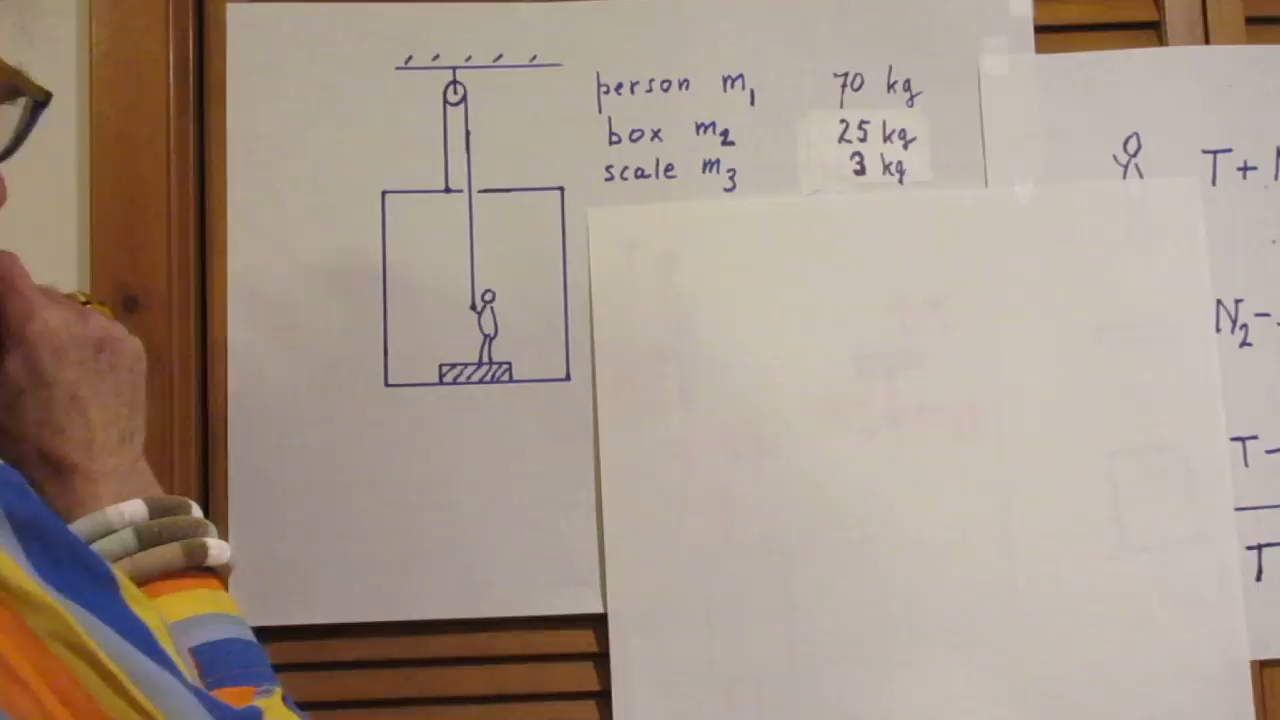 person m₁ 70 kg
box m₂ 25 kg
scale m₃ 3 kg
T +
N₂ -
T -
T